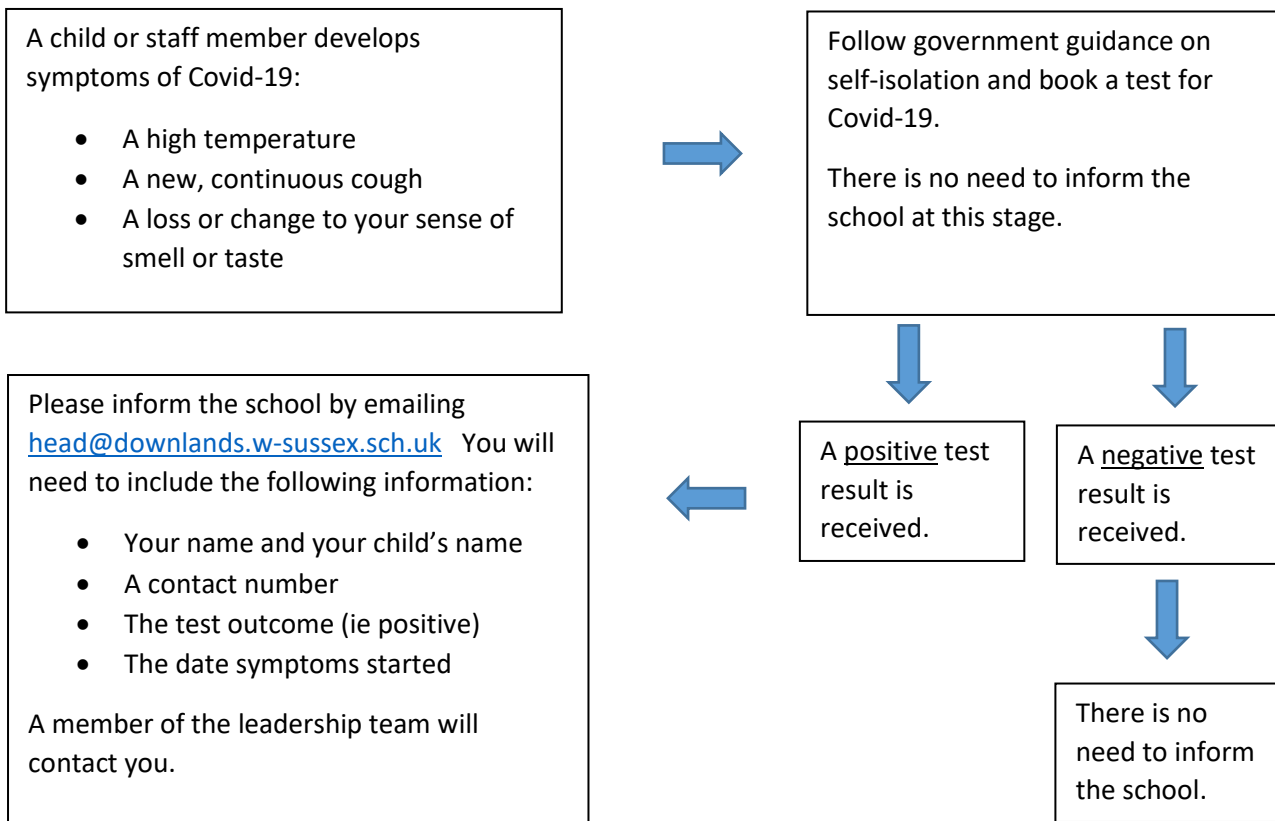 A child or staff member develops
symptoms of Covid-19:
• A high temperature
• A new, continuous cough
• A loss or change to your sense of
smell or taste
Follow government guidance on
self-isolation and book a test for
Covid-19.
There is no need to inform the
school at this stage.
A positive test
result is
received.
A negative test
result is
received.
Please inform the school by emailing
head@downlands.w-sussex.sch.uk You will
need to include the following information:
• Your name and your child’s name
• A contact number
• The test outcome (ie positive)
• The date symptoms started
A member of the leadership team will
contact you.
There is no
need to inform
the school.